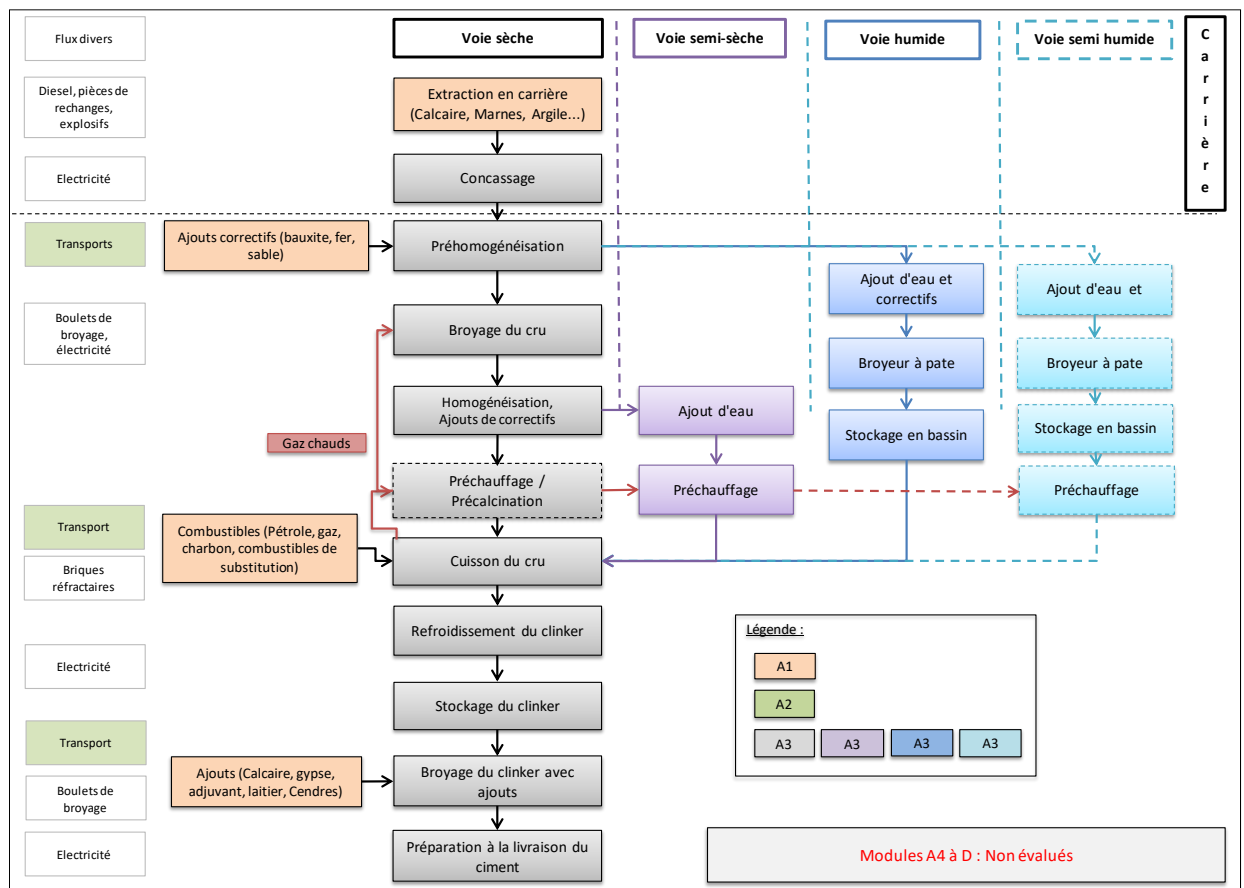 Flux divers
Voie sèche
Voie semi-sèche
Voie humide
Voie semi humide
Carrière
Diesel, pièces de
rechanges,
explosifs
Extraction en carrière
(Calcaire, Marnes, Argile...)
Electricité
Concassage
Transports
Ajouts correctifs (bauxite, fer,
sable)
Préhomogénéisation
Ajout d'eau et
correctifs
Ajout d'eau et
Boulets de
broyage,
électricité
Broyage du cru
Broyeur à pate
Broyeur à pate
Homogénéisation,
Ajouts de correctifs
Ajout d'eau
Stockage en bassin
Stockage en bassin
Gaz chauds
Préchauffage /
Précalcination
Préchauffage
Préchauffage
Transport
Combustibles (Pétrole, gaz,
charbon, combustibles de
substitution)
Cuisson du cru
Briques
réfractaires
Refroidissement du clinker
Légende :
A1
A2
A3
A3
A3
A3
Electricité
Stockage du clinker
Transport
Ajouts (Calcaire, gypse,
adjuvant, laitier, Cendres)
Broyage du clinker avec
ajouts
Boulets de
broyage
Electricité
Préparation à la livraison du
ciment
Modules A4 à D : Non évalués